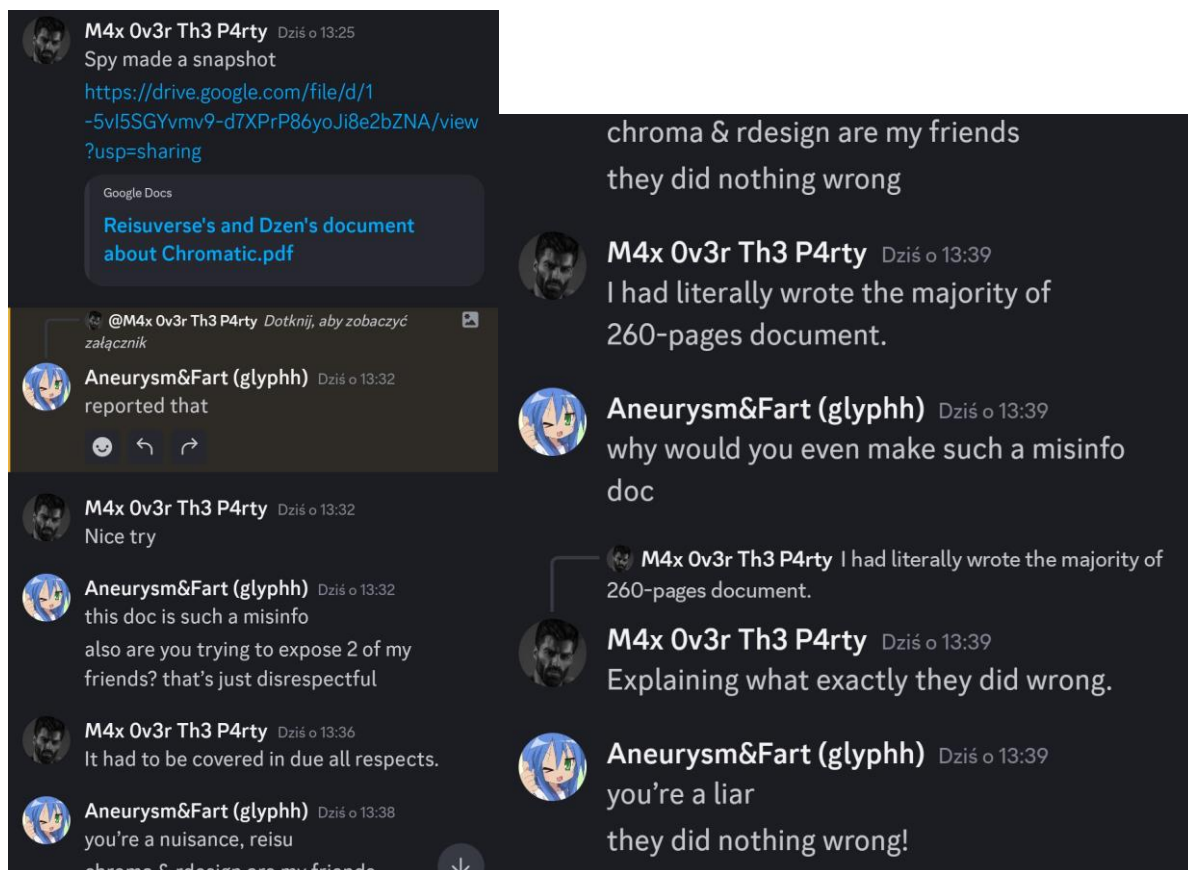 M4x 0v3r Th3 P4rty Dziś o 13:25
Spy made a snapshot
https://drive.google.com/file/d/1
-5vI5SGYvmv9-d7XPrP86yoJi8e2bZNA/view
?usp=sharing
Google Docs
Reisuverse's and Dzen's document
about Chromatic.pdf
@M4x 0v3r Th3 P4rty Dotknij, aby zobaczyć
załącznik
Aneurysm&Fart (glyphh) Dziś o 13:32
reported that
M4x 0v3r Th3 P4rty Dziś o 13:32
Nice try
Aneurysm&Fart (glyphh) Dziś o 13:32
this doc is such a misinfo
also are you trying to expose 2 of my
friends? that's just disrespectful
M4x 0v3r Th3 P4rty Dziś o 13:36
It had to be covered in due all respects.
Aneurysm&Fart (glyphh) Dziś o 13:38
you're a nuisance, reisu
chroma & rdesign are my friends
chroma & rdesign are my friends
they did nothing wrong
M4x 0v3r Th3 P4rty Dziś o 13:39
I had literally wrote the majority of
260-pages document.
Aneurysm&Fart (glyphh) Dziś o 13:39
why would you even make such a misinfo
doc
M4x 0v3r Th3 P4rty I had literally wrote the majority of
260-pages document.
M4x 0v3r Th3 P4rty Dziś o 13:39
Explaining what exactly they did wrong.
Aneurysm&Fart (glyphh) Dziś o 13:39
you're a liar
they did nothing wrong!